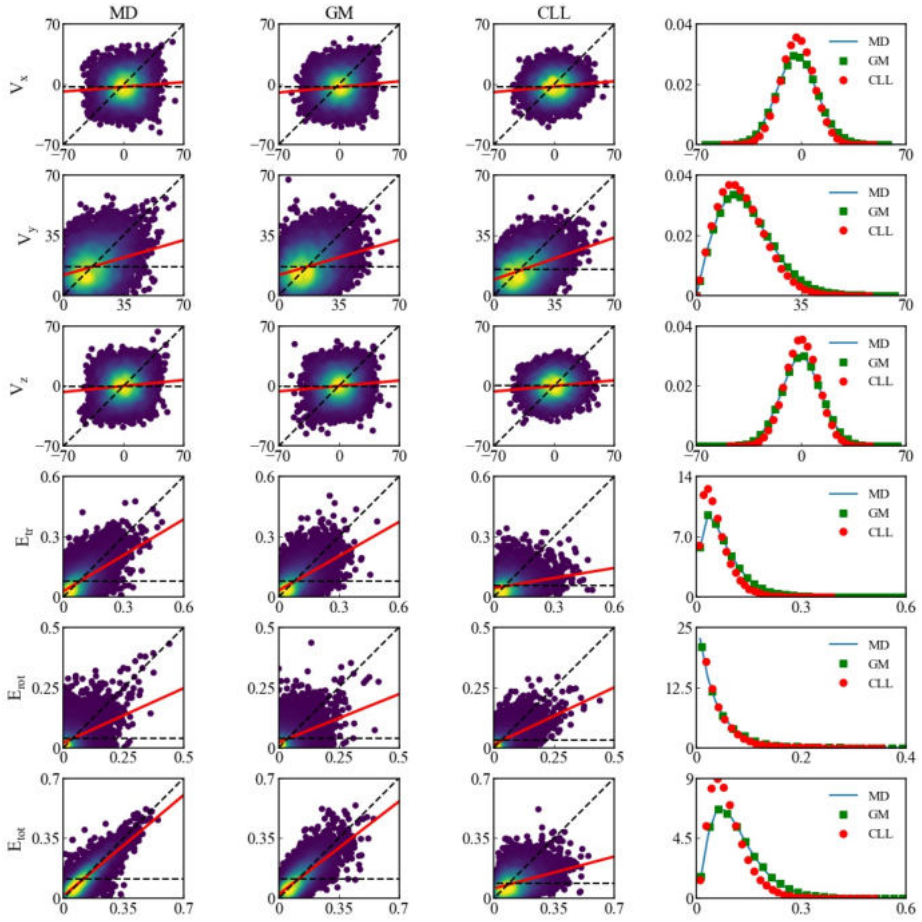 MD GM CLL
V_x 70 0 −70 −70 0 70 −70 0 70 −70 0 70 0.04 0.02 0 −70 0 70 MD GM CLL
V_y 70 35 0 0 35 70 0 35 70 0 35 70 0.04 0.02 0 0 35 70 MD GM CLL
V_z 70 0 −70 −70 0 70 −70 0 70 −70 0 70 0.04 0.02 0 −70 0 70 MD GM CLL
E_tr 0.6 0.3 0 0 0.3 0.6 0 0.3 0.6 0 0.3 0.6 14 7.0 0 0 0.3 0.6 MD GM CLL
E_rot 0.5 0.25 0 0 0.25 0.5 0 0.25 0.5 0 0.25 0.5 25 12.5 0 0 0.2 0.4 MD GM CLL
E_tot 0.7 0.35 0 0 0.35 0.7 0 0.35 0.7 0 0.35 0.7 9 4.5 0 0 0.3 0.6 MD GM CLL